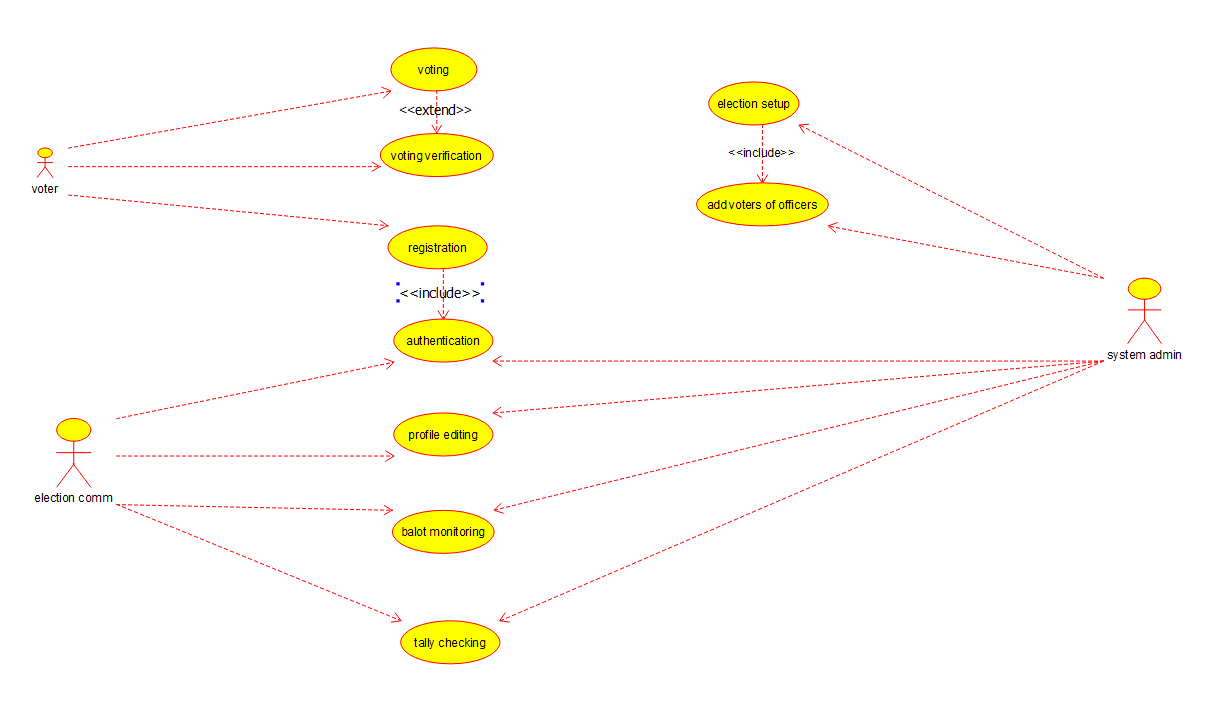 voting
<<extend>>
voting verification
voter
registration
<<include>>
authentication
profile editing
election comm
balot monitoring
tally checking
election setup
<<include>>
add voters of officers
system admin